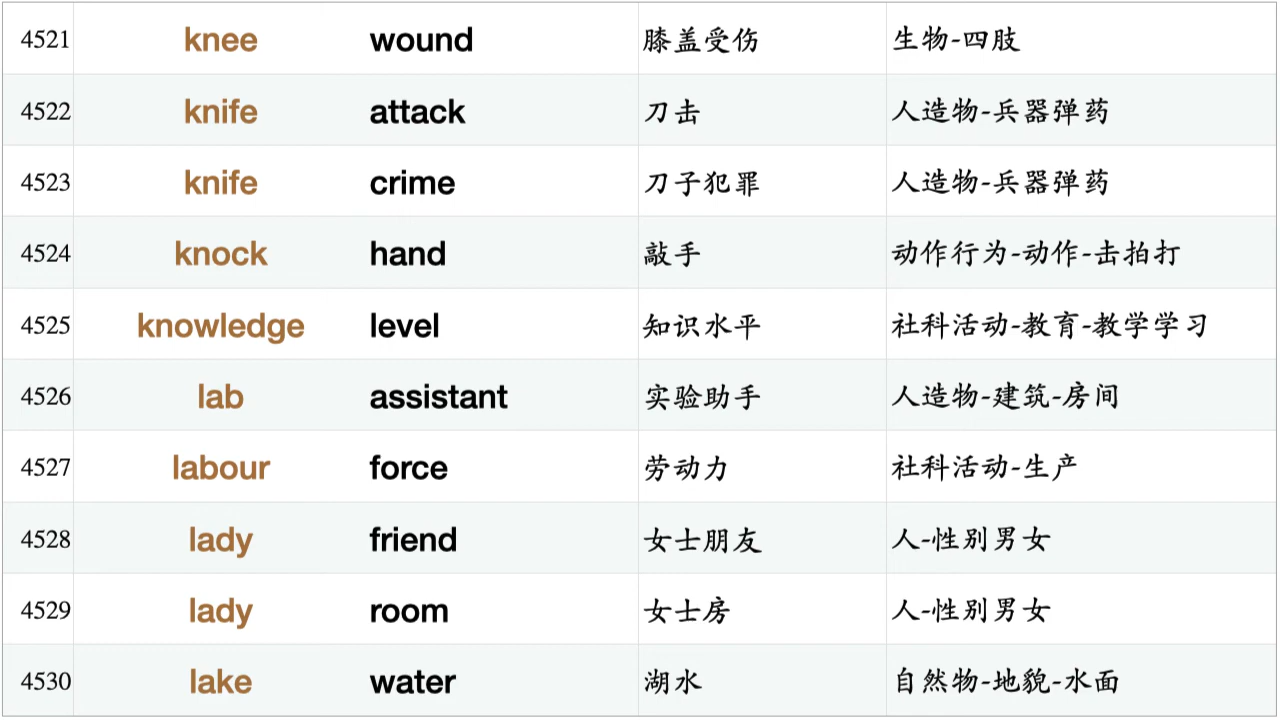 4521 knee wound 膝盖受伤 生物-四肢
4522 knife attack 刀击 人造物-兵器弹药
4523 knife crime 刀子犯罪 人造物-兵器弹药
4524 knock hand 敲手 动作行为-动作-击拍打
4525 knowledge level 知识水平 社科活动-教育-教学学习
4526 lab assistant 实验助手 人造物-建筑-房间
4527 labour force 劳动力 社科活动-生产
4528 lady friend 女士朋友 人-性别男女
4529 lady room 女士房 人-性别男女
4530 lake water 湖水 自然物-地貌-水面